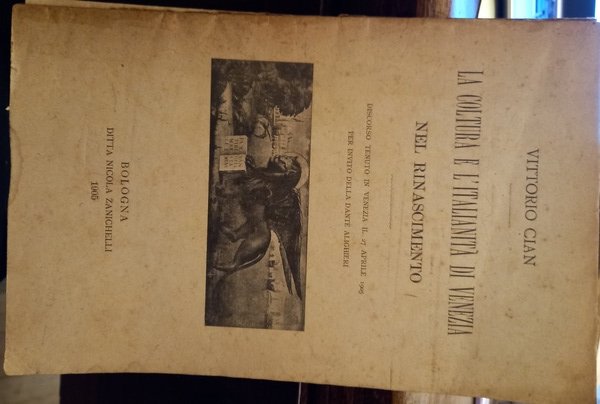 VITTORIO CIAN
LA COLTURA E L'ITALIANITÀ DI VENEZIA
NEL RINASCIMENTO
DISCORSO TENUTO IN VENEZIA IL 27 APRILE 1905
PER INVITO DELLA DANTE ALIGHIERI
BOLOGNA
DITTA NICOLA ZANICHELLI
1905